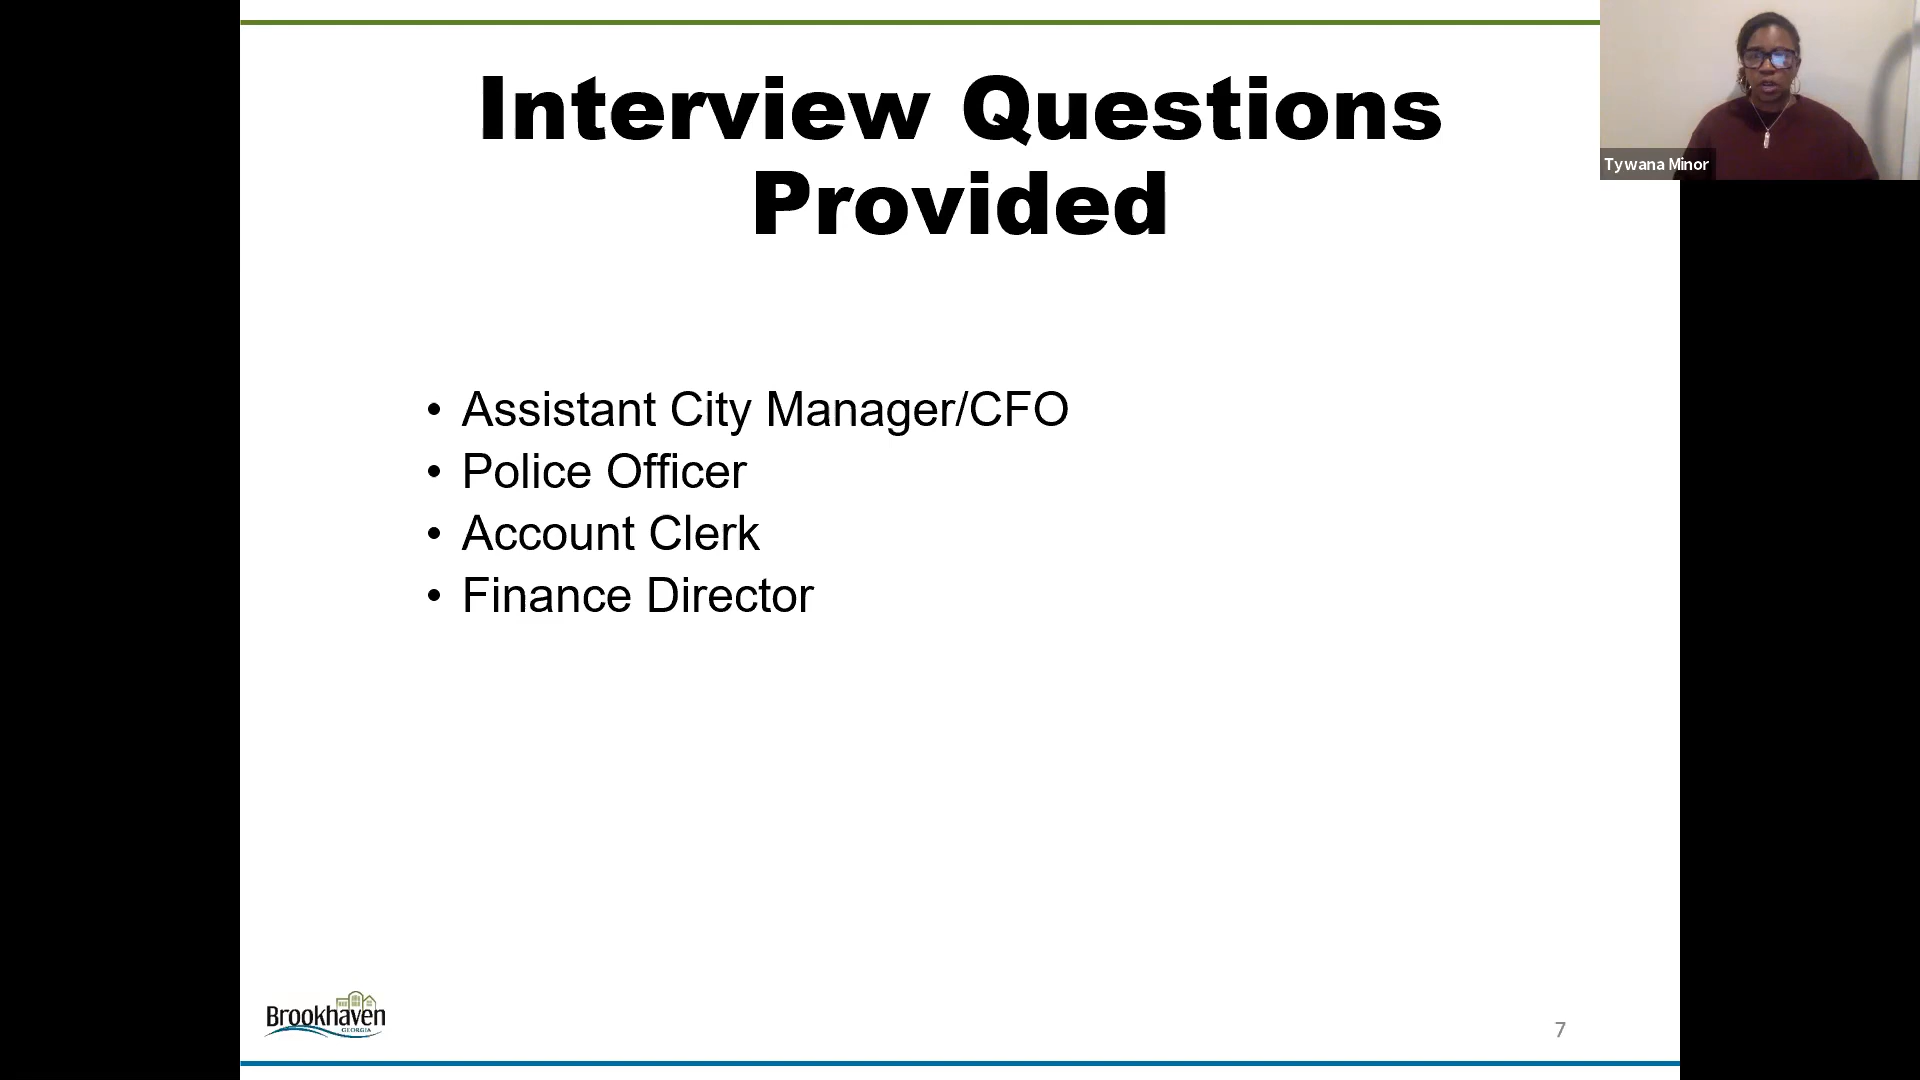 Interview Questions
Provided
Tywana Minor
• Assistant City Manager/CFO
• Police Officer
• Account Clerk
• Finance Director
Brookhaven
GEORGIA
7